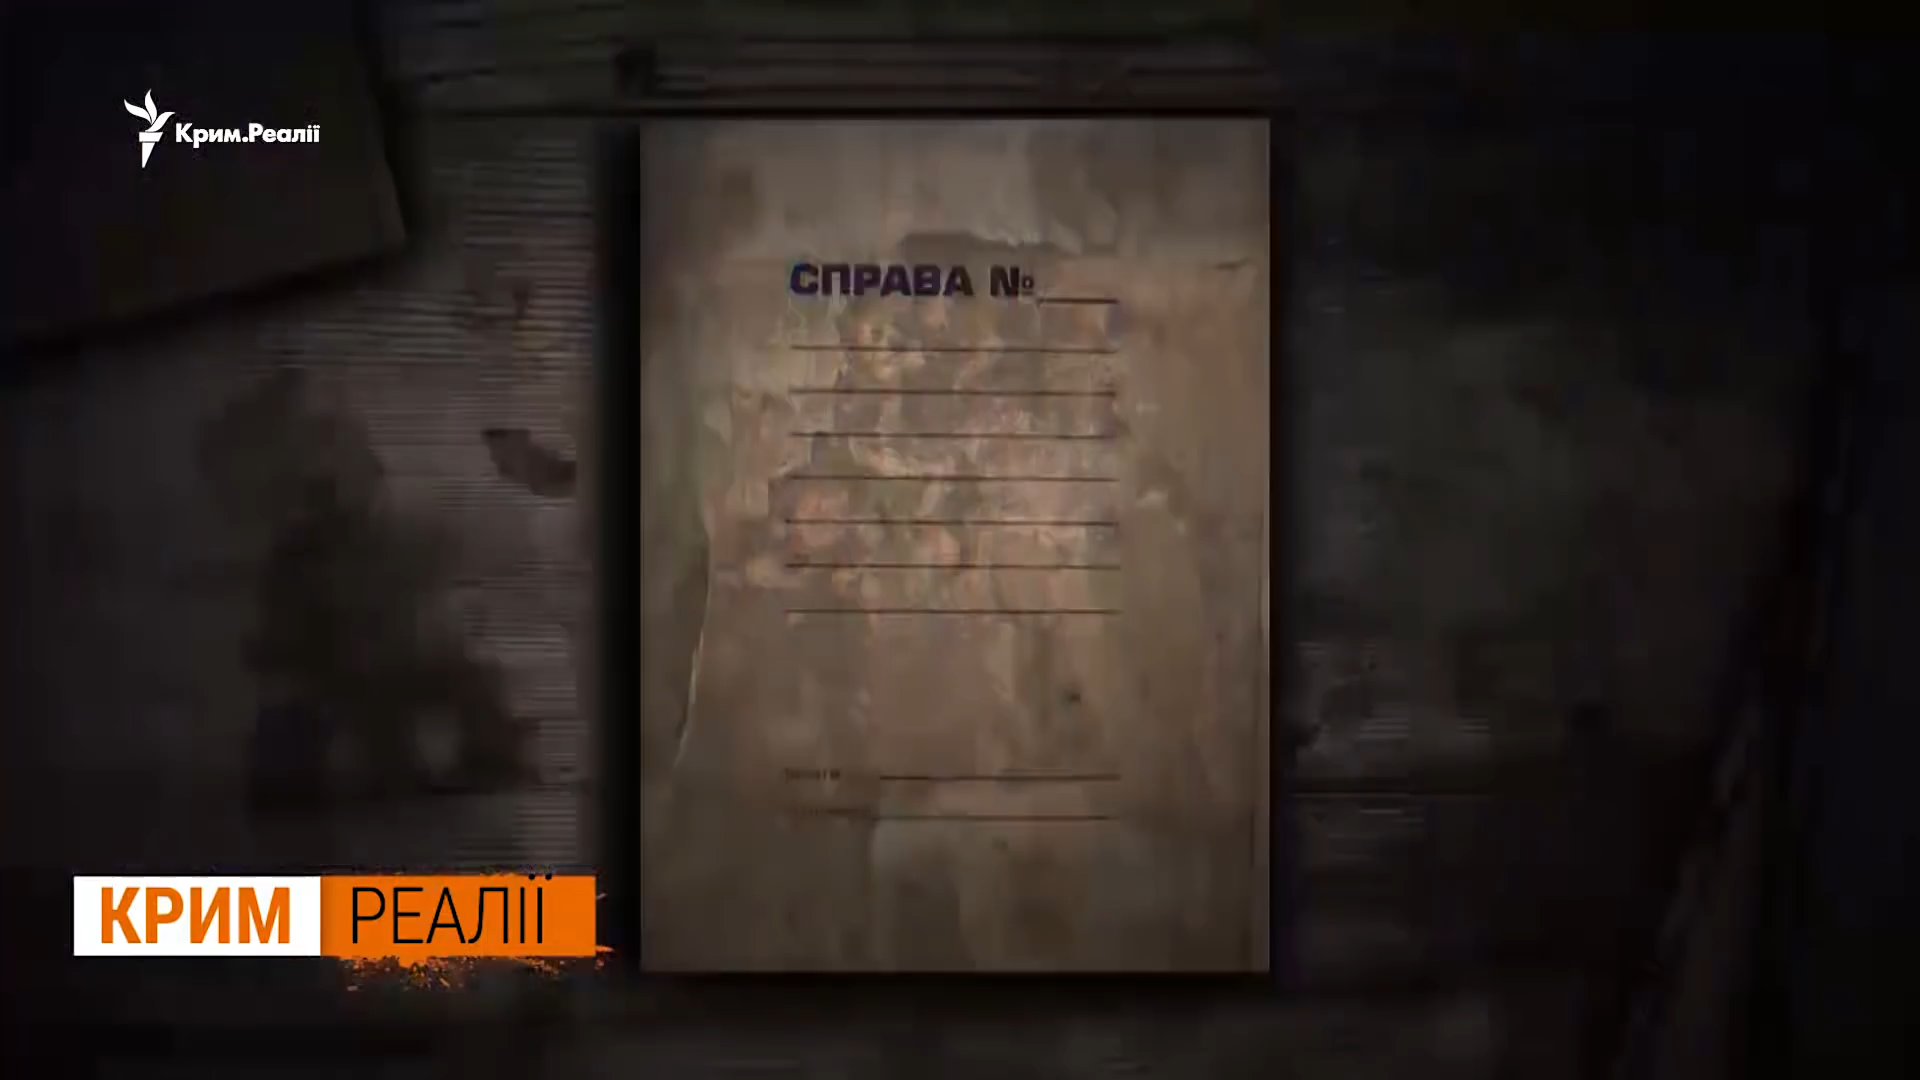 Крим.Реалії
СПРАВА №
КРИМ РЕАЛІЇ